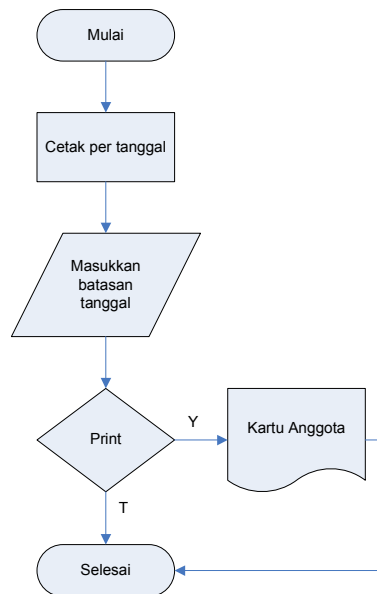 Mulai
Cetak per tanggal
Masukkan
batasan
tanggal
Print
Y
Kartu Anggota
T
Selesai